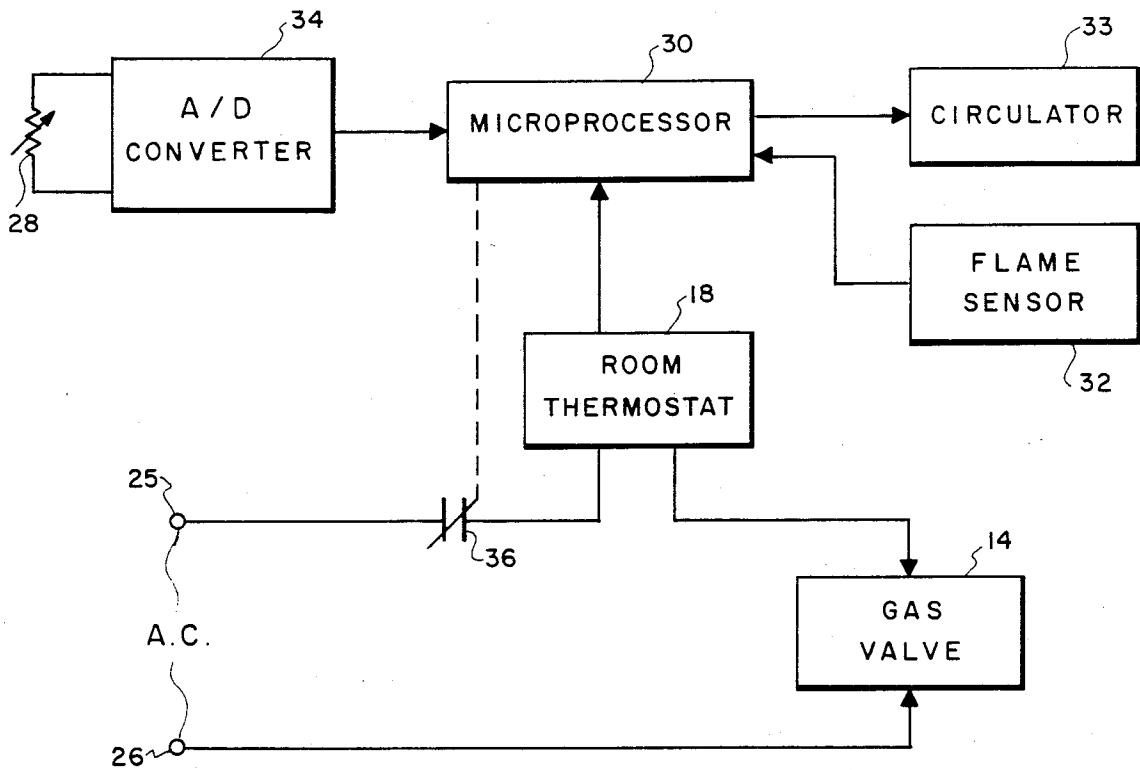 34
A/D
CONVERTER
28
30
MICROPROCESSOR
33
CIRCULATOR
FLAME
SENSOR
32
18
ROOM
THERMOSTAT
25
36
A.C.
26
14
GAS
VALVE